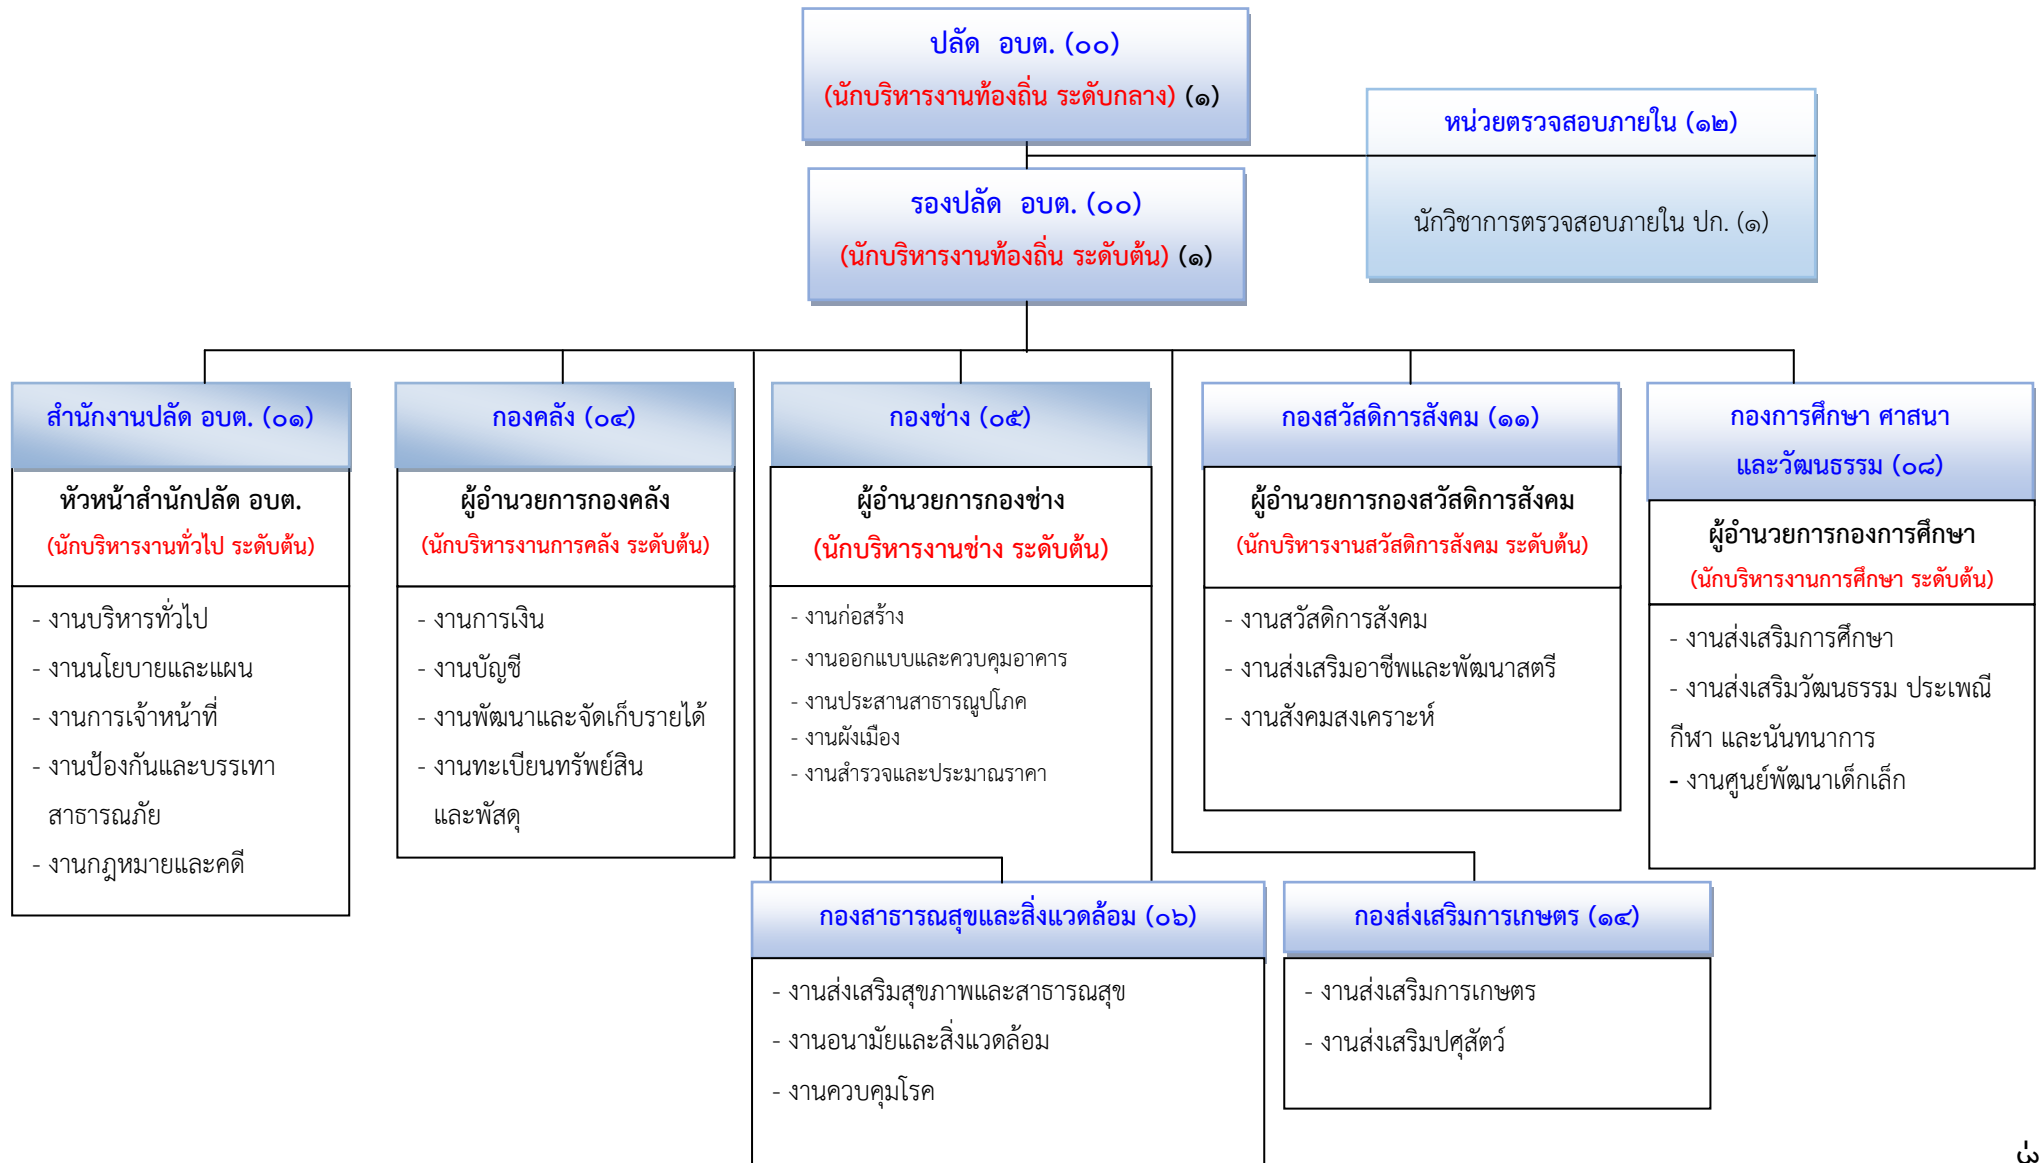 ปลัด  อบต. (๐๐)
(นักบริหารงานท้องถิ่น ระดับกลาง) (๑)
หน่วยตรวจสอบภายใน (๑๒)
นักวิชาการตรวจสอบภายใน ปก. (๑)
รองปลัด  อบต. (๐๐)
(นักบริหารงานท้องถิ่น ระดับต้น) (๑)
สำนักงานปลัด อบต. (๐๑)
หัวหน้าสำนักปลัด อบต.
(นักบริหารงานทั่วไป ระดับต้น)
- งานบริหารทั่วไป
- งานนโยบายและแผน
- งานการเจ้าหน้าที่
- งานป้องกันและบรรเทา
สาธารณภัย
- งานกฎหมายและคดี
กองคลัง (๐๔)
ผู้อำนวยการกองคลัง
(นักบริหารงานการคลัง ระดับต้น)
- งานการเงิน
- งานบัญชี
- งานพัฒนาและจัดเก็บรายได้
- งานทะเบียนทรัพย์สิน
และพัสดุ
กองช่าง (๐๕)
ผู้อำนวยการกองช่าง
(นักบริหารงานช่าง ระดับต้น)
- งานก่อสร้าง
- งานออกแบบและควบคุมอาคาร
- งานประสานสาธารณูปโภค
- งานผังเมือง
- งานสำรวจและประมาณราคา
กองสวัสดิการสังคม (๑๑)
ผู้อำนวยการกองสวัสดิการสังคม
(นักบริหารงานสวัสดิการสังคม ระดับต้น)
- งานสวัสดิการสังคม
- งานส่งเสริมอาชีพและพัฒนาสตรี
- งานสังคมสงเคราะห์
กองการศึกษา ศาสนา
และวัฒนธรรม (๐๘)
ผู้อำนวยการกองการศึกษา
(นักบริหารงานการศึกษา ระดับต้น)
- งานส่งเสริมการศึกษา
- งานส่งเสริมวัฒนธรรม ประเพณี
กีฬา และนันทนาการ
- งานศูนย์พัฒนาเด็กเล็ก
กองสาธารณสุขและสิ่งแวดล้อม (๐๖)
- งานส่งเสริมสุขภาพและสาธารณสุข
- งานอนามัยและสิ่งแวดล้อม
- งานควบคุมโรค
กองส่งเสริมการเกษตร (๑๔)
- งานส่งเสริมการเกษตร
- งานส่งเสริมปศุสัตว์